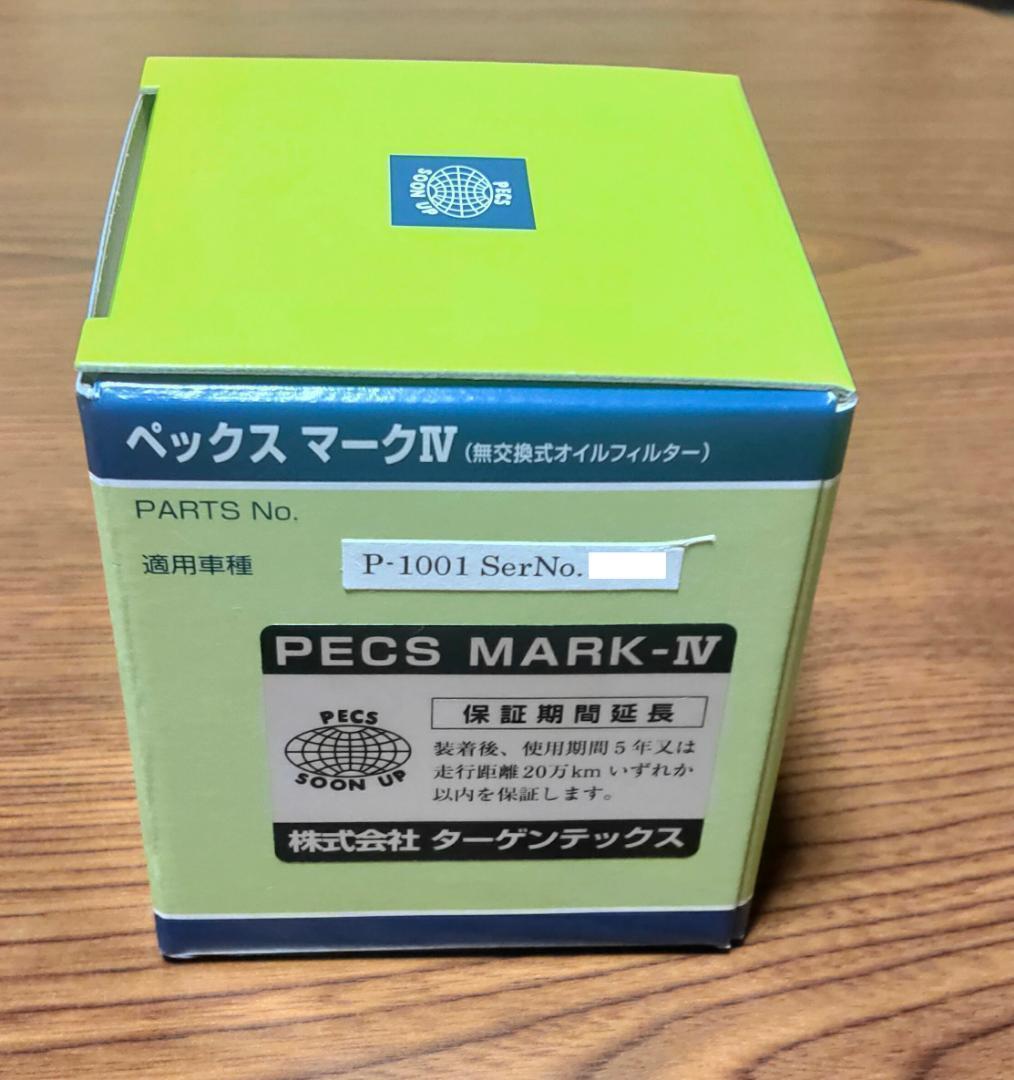 PECS
SOON UP
ペックス マークⅣ（無交換式オイルフィルター）
PARTS No.
適用車種
P-1001 SerNo.
PECS MARK-Ⅳ
PECS
SOON UP
保証期間延長
装着後、使用期間5年又は
走行距離20万kmいずれか
以内を保証します。
株式会社 ターゲンテックス